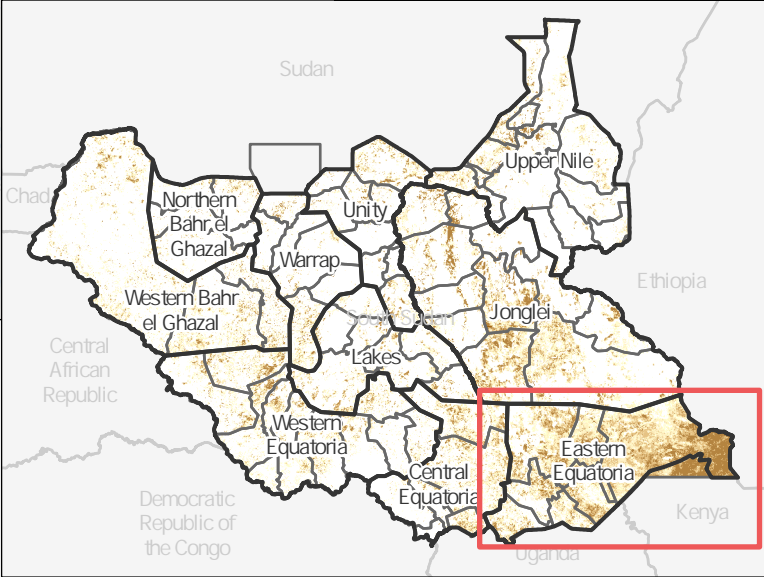 Sudan
Chad
Upper Nile
Northern
Bahr el
Ghazal
Unity
Warrap
Ethiopia
Western Bahr
el Ghazal
South Sudan
Jonglei
Central
African
Republic
Lakes
Western
Equatoria
Eastern
Equatoria
Central
Equatoria
Democratic
Republic of
the Congo
Kenya
Uganda